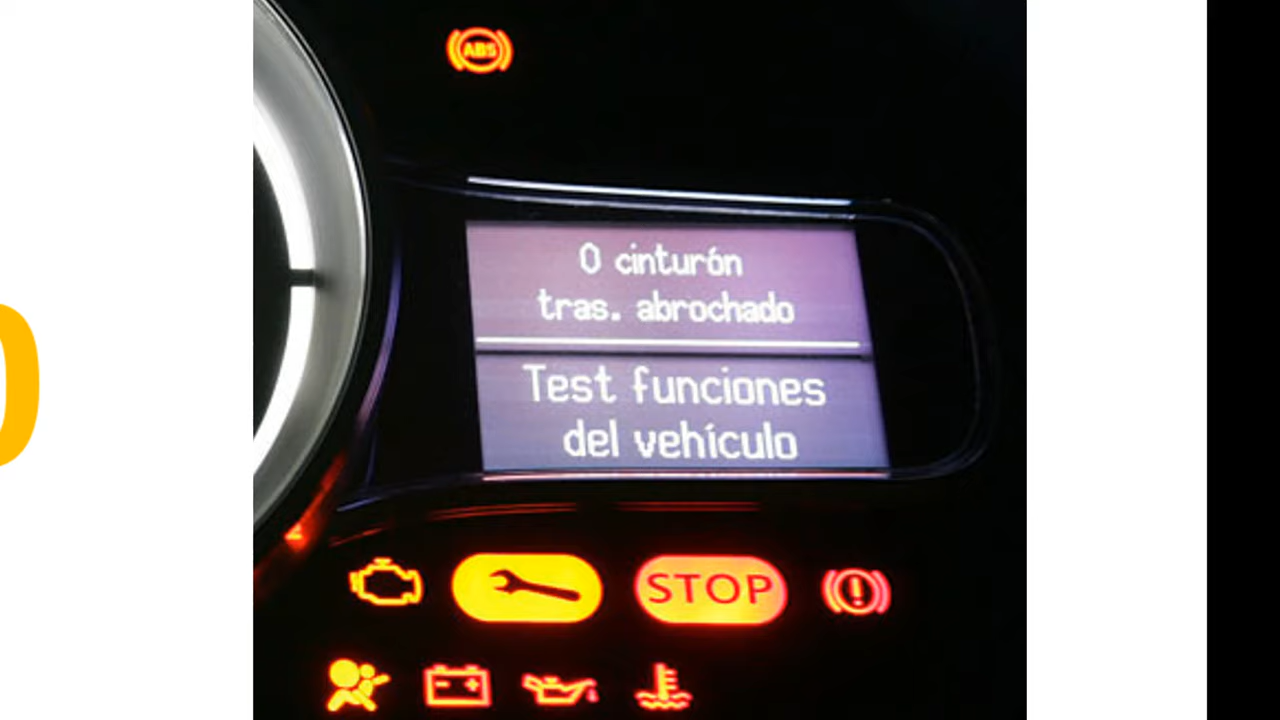 ABS
0 cinturón
tras. abrochado
Test funciones
del vehículo
STOP